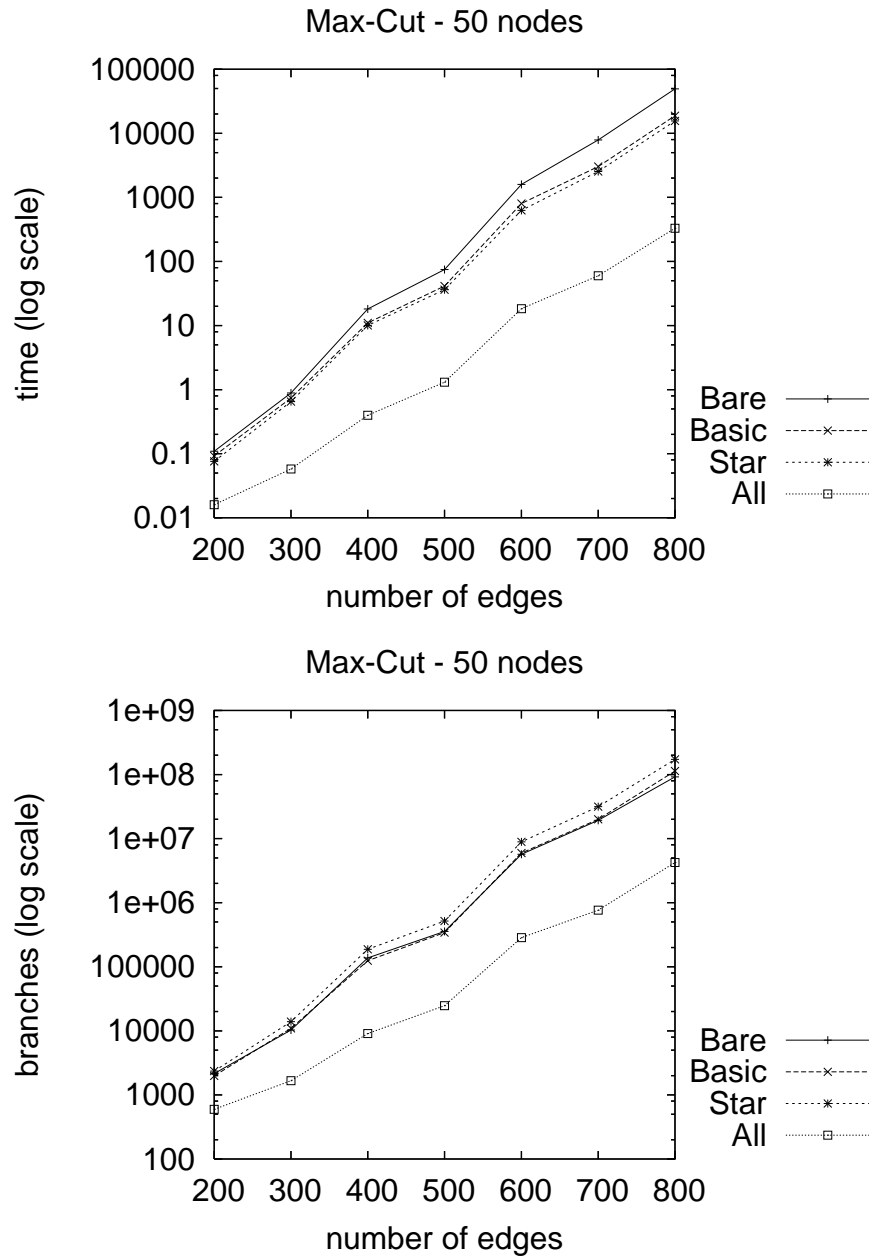 Max-Cut - 50 nodes
100000
10000
1000
100
10
1
0.1
0.01
time (log scale)
200 300 400 500 600 700 800
number of edges
Bare
Basic
Star
All
Max-Cut - 50 nodes
1e+09
1e+08
1e+07
1e+06
100000
10000
1000
100
branches (log scale)
200 300 400 500 600 700 800
number of edges
Bare
Basic
Star
All